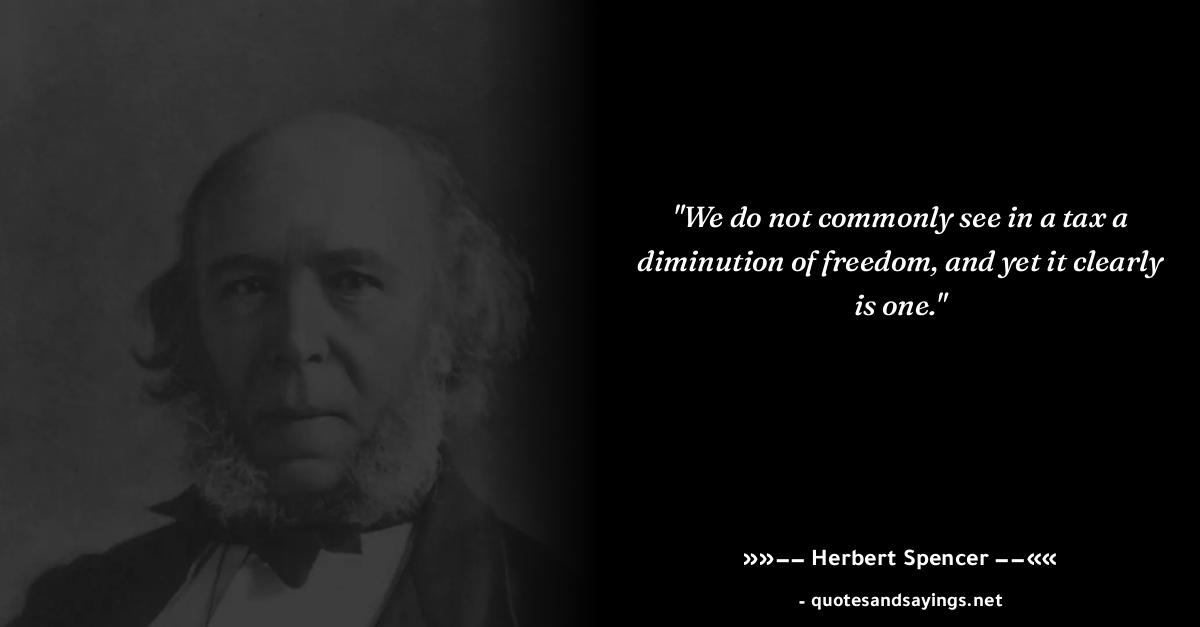 "We do not commonly see in a tax a
diminution of freedom, and yet it clearly
is one."
»»–– Herbert Spencer ––««
- quotesandsayings.net